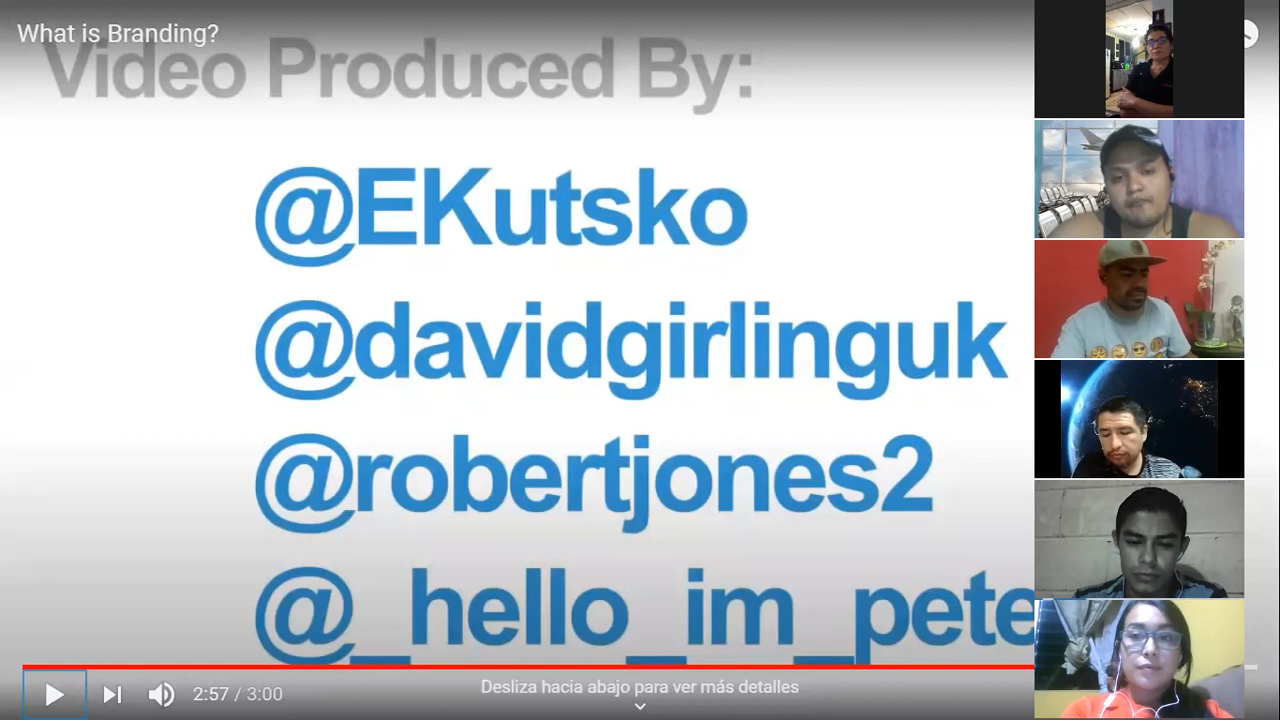 What is Branding?
Video Produced By:
@EKutsko
@davidgirlinguk
@robertjones2
@_hello_im_pete
2:57 / 3:00
Desliza hacia abajo para ver más detalles